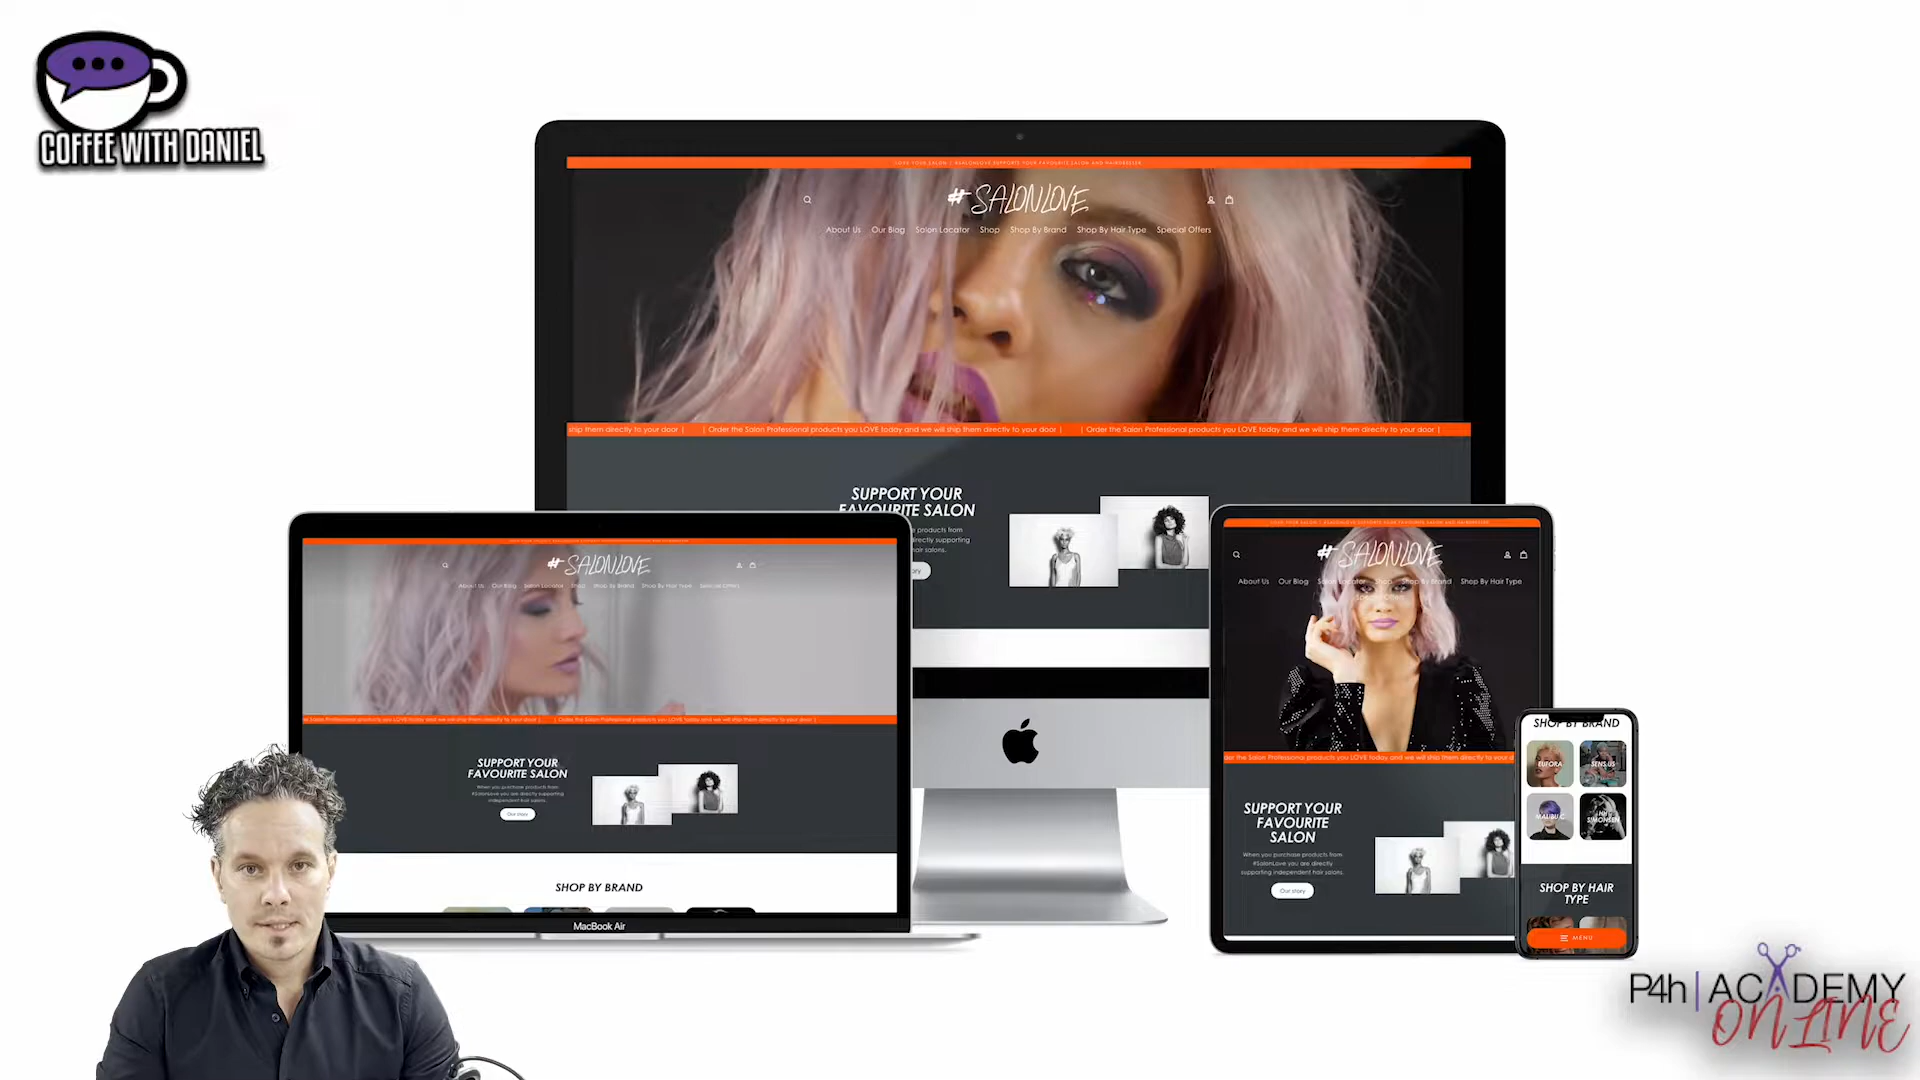 COFFEE WITH DANIEL
LOVE YOUR SALON | #SALONLOVE SUPPORTS YOUR FAVOURITE SALON AND HAIRDRESSER
#SALONLOVE
About Us Our Blog Salon Locator Shop Shop By Brand Shop By Hair Type Special Offers
ship them directly to your door | | Order the Salon Professional products you LOVE today and we will ship them directly to your door | | Order the Salon Professional products you LOVE today and we will ship them directly to your door |
SUPPORT YOUR
FAVOURITE SALON
products from
directly supporting
hair salons.
ory
#SALONLOVE
About Us Our Blog Salon Locator Shop Shop By Brand Shop By Hair Type Special Offers
he Salon Professional products you LOVE today and we will ship them directly to your door | | Order the Salon Professional products you LOVE today and we will ship them directly to your door |
SUPPORT YOUR
FAVOURITE SALON
When you purchase products from
#SalonLove you are directly supporting
independent hair salons.
Our story
SHOP BY BRAND
MacBook Air
#SALONLOVE
About Us Our Blog Salon Locator Shop Shop By Brand Shop By Hair Type
Special Offers
der the Salon Professional products you LOVE today and we will ship them directly to your d
SUPPORT YOUR
FAVOURITE
SALON
When you purchase products from
#SalonLove you are directly
supporting independent hair salons.
Our story
SHOP BY BRAND
EUFORA
SENS.US
MALIBU C
SIMONSEN
SHOP BY HAIR
TYPE
MENU
P4h | ACADEMY
ONLINE